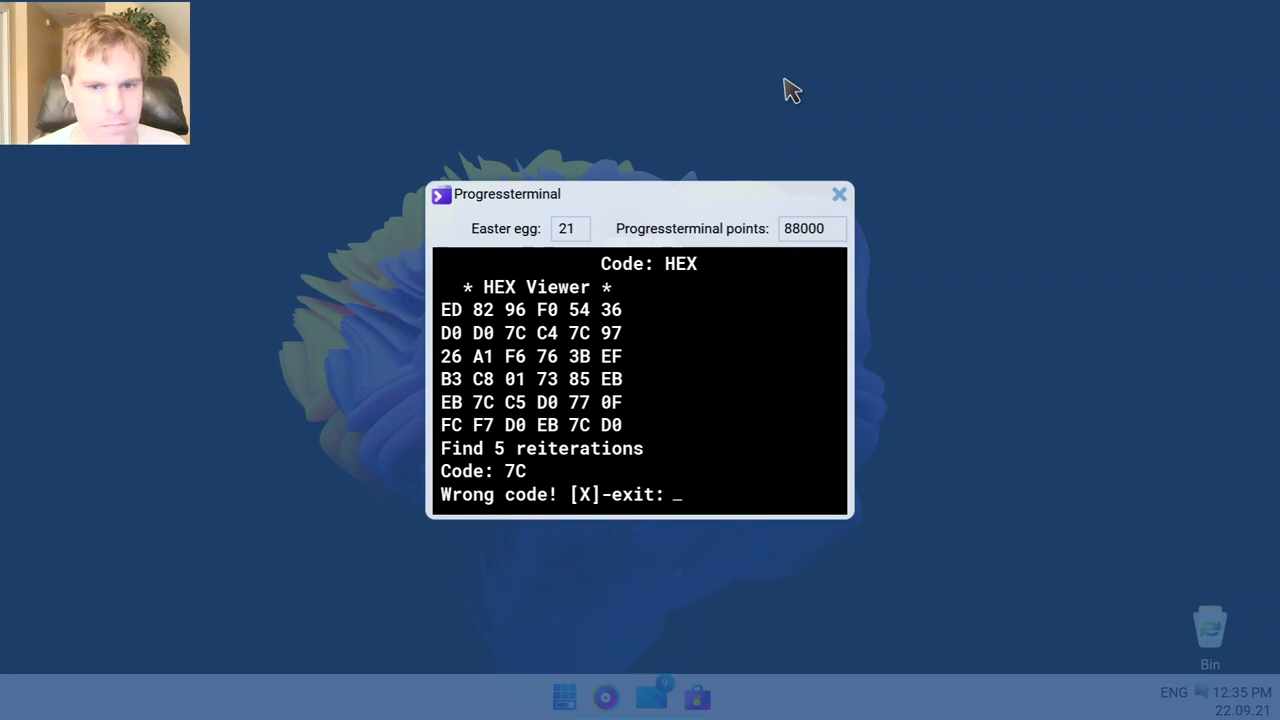 Progressterminal
Easter egg: 21 Progressterminal points: 88000
Code: HEX
* HEX Viewer *
ED 82 96 F0 54 36
D0 D0 7C C4 7C 97
26 A1 F6 76 3B EF
B3 C8 01 73 85 EB
EB 7C C5 D0 77 0F
FC F7 D0 EB 7C D0
Find 5 reiterations
Code: 7C
Wrong code! [X]-exit: _
Bin
9
ENG 12:35 PM
22.09.21